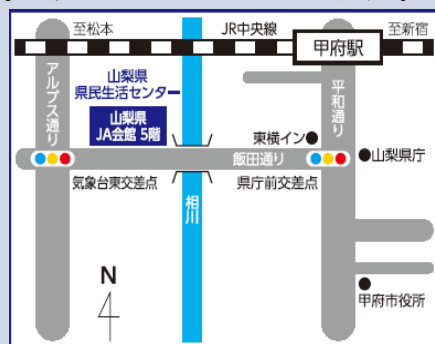 至松本
JR中央線
至新宿
甲府駅
アルプス通り
山梨県
県民生活センター
山梨県
JA会館 5階
平和通り
東横イン
飯田通り
山梨県庁
気象台東交差点
県庁前交差点
相川
N
甲府市役所